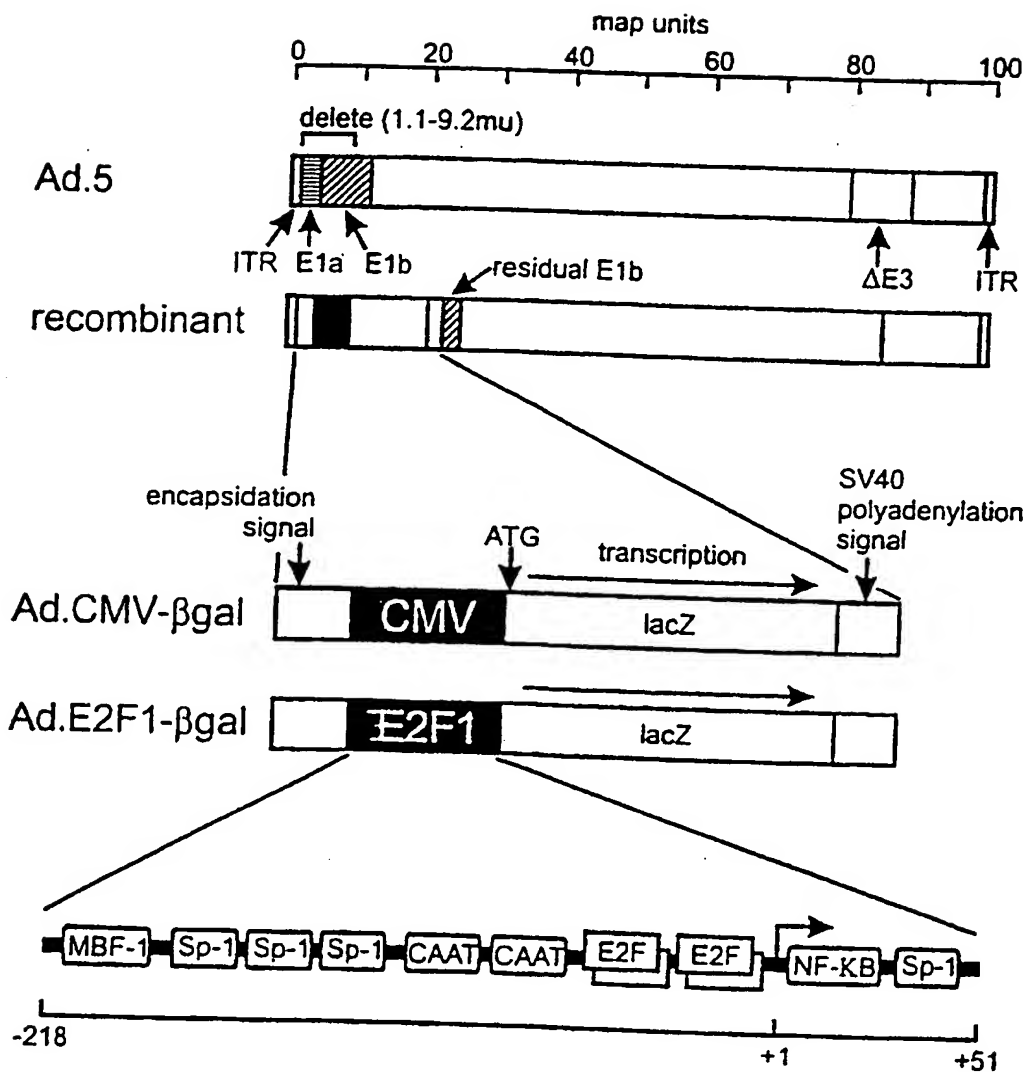 map units
0 20 40 60 80 100
delete (1.1-9.2mu)
Ad.5
ITR E1a E1b ΔE3 ITR
residual E1b
recombinant
encapsidation
signal
ATG
transcription
SV40
polyadenylation
signal
Ad.CMV-βgal CMV lacZ
Ad.E2F1-βgal E2F1 lacZ
MBF-1 Sp-1 Sp-1 Sp-1 CAAT CAAT E2F E2F NF-KB Sp-1
-218 +1 +51